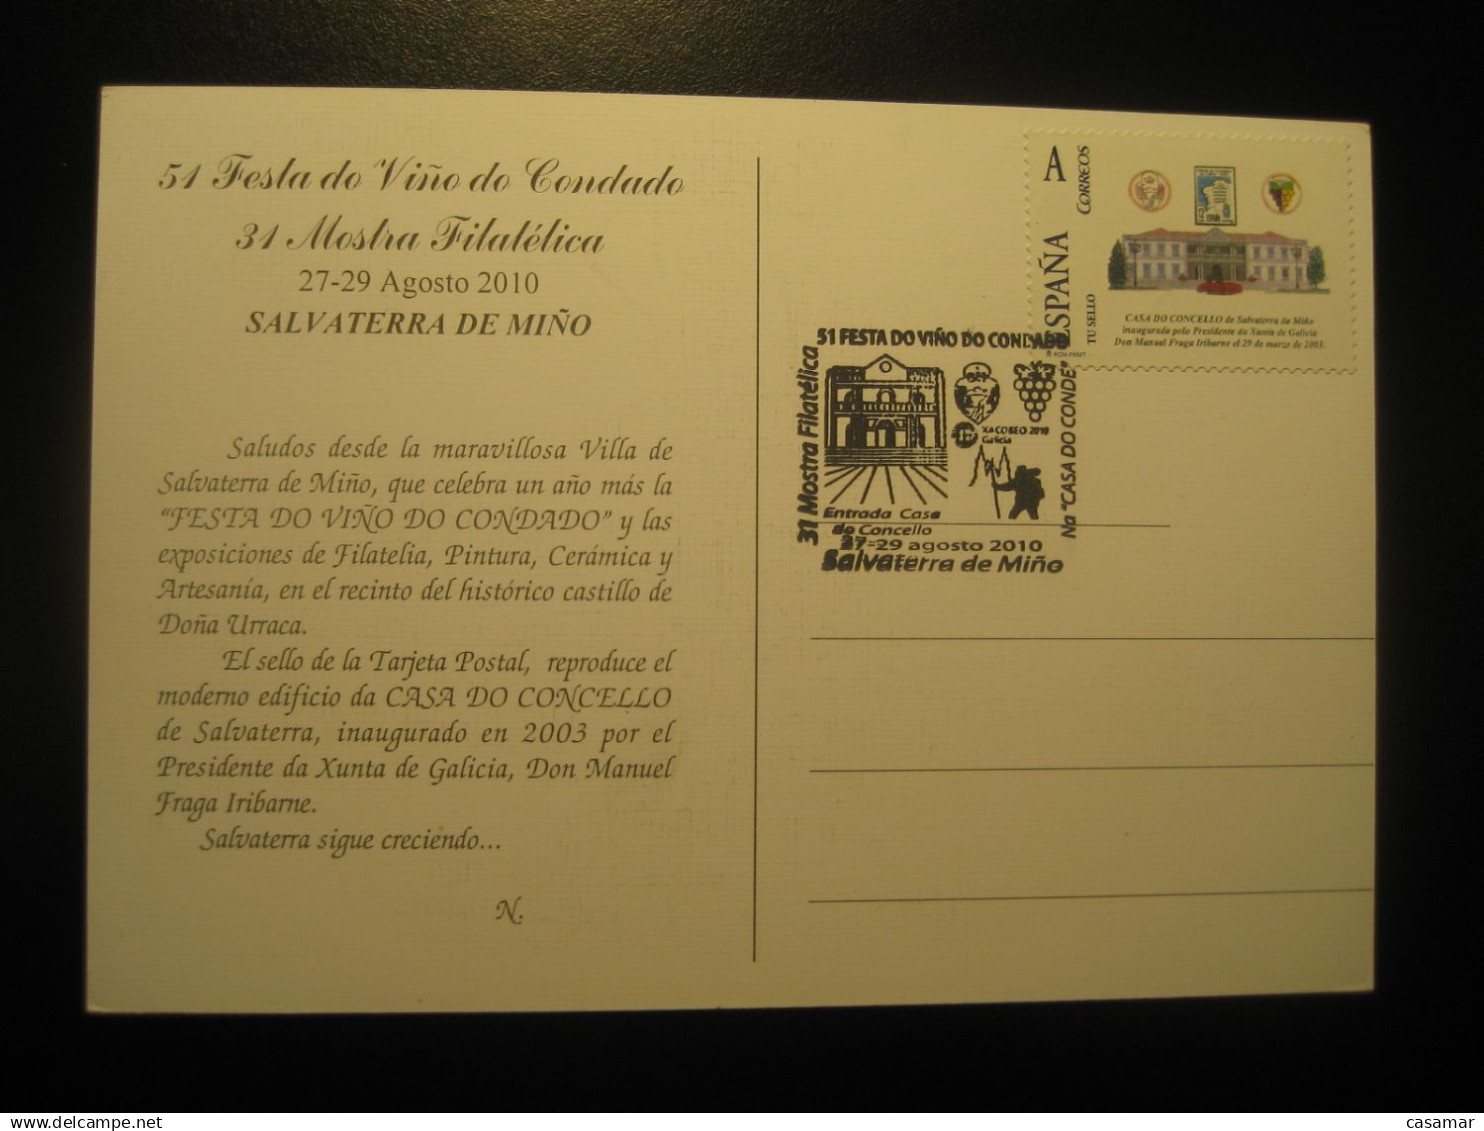 51 Festa do Viño do Condado
31 Mostra Filatélica
27-29 Agosto 2010
SALVATERRA DE MIÑO
Saludos desde la maravillosa Villa de
Salvaterra de Miño, que celebra un año más la
“FESTA DO VIÑO DO CONDADO” y las
exposiciones de Filatelia, Pintura, Cerámica y
Artesanía, en el recinto del histórico castillo de
Doña Urraca.
El sello de la Tarjeta Postal, reproduce el
moderno edificio da CASA DO CONCELLO
de Salvaterra, inaugurado en 2003 por el
Presidente da Xunta de Galicia, Don Manuel
Fraga Iribarne.
Salvaterra sigue creciendo...
N.
A
CORREOS
ESPAÑA
TU SELLO
CASA DO CONCELLO de Salvaterra do Miño
inaugurada polo Presidente da Xunta de Galicia
Don Manuel Fraga Iribarne el 29 de marzo de 2003.
51 FESTA DO VIÑO DO CONDADO
31 Mostra Filatélica
Na "CASA DO CONDE"
XACOBEO 2010
Galicia
Entrada Casa
do Concello
27-29 agosto 2010
Salvaterra de Miño
delcampe.net
casamar